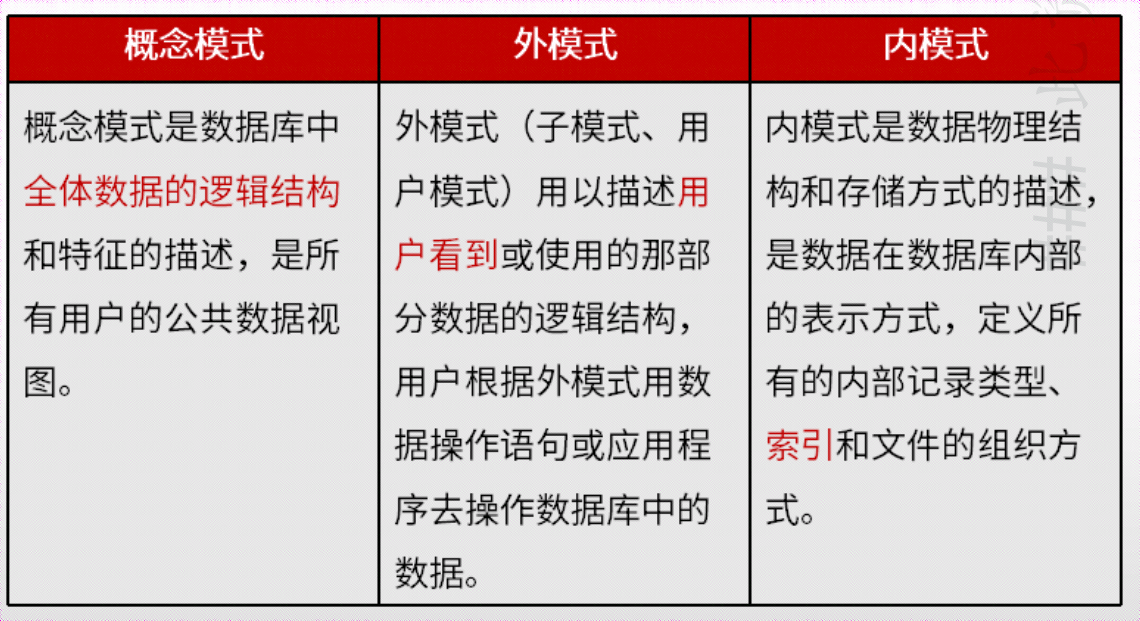 概念模式
外模式
内模式
概念模式是数据库中
全体数据的逻辑结构
和特征的描述，是所
有用户的公共数据视
图。
外模式（子模式、用
户模式）用以描述用
户看到或使用的那部
分数据的逻辑结构，
用户根据外模式用数
据操作语句或应用程
序去操作数据库中的
数据。
内模式是数据物理结
构和存储方式的描述，
是数据在数据库内部
的表示方式，定义所
有的内部记录类型、
索引和文件的组织方
式。